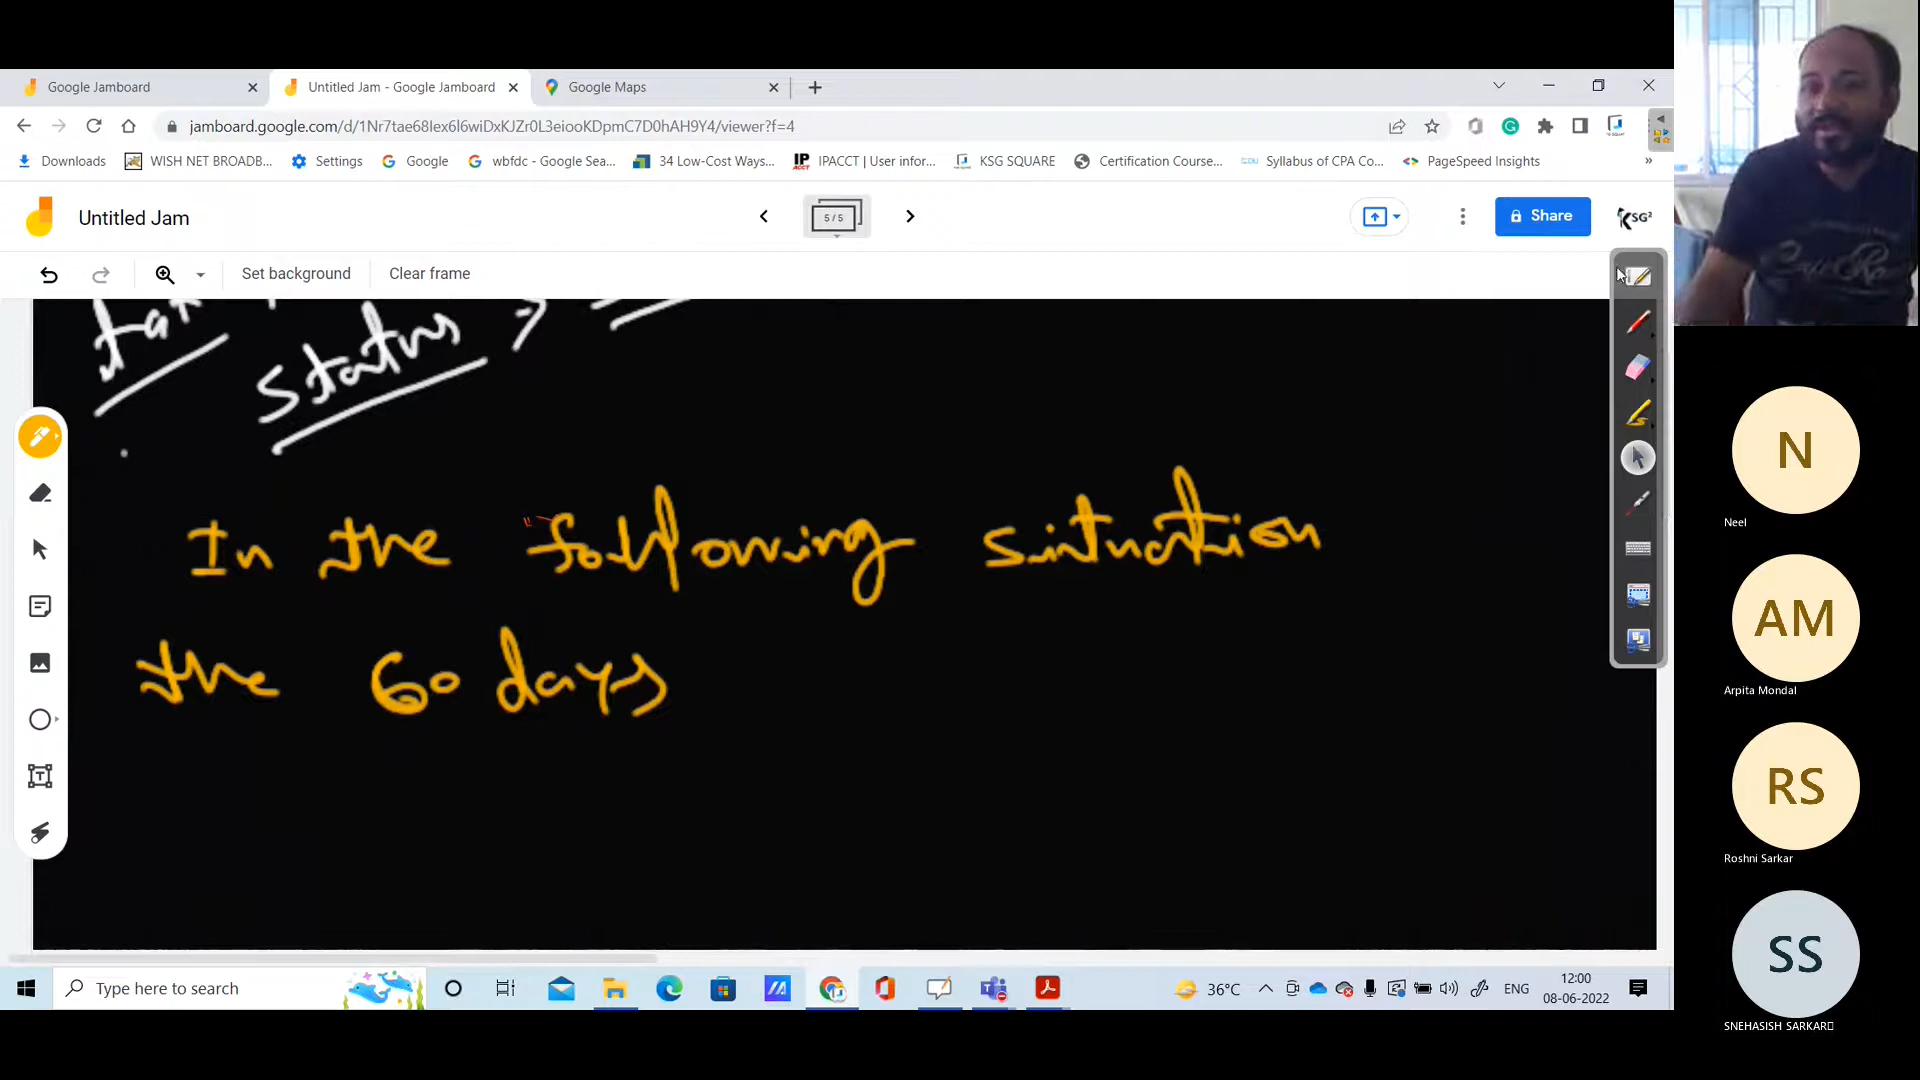 Google Jamboard
Untitled Jam - Google Jamboard
Google Maps
jamboard.google.com/d/1Nr7tae68Iex6l6wiDxKJZr0L3eiooKDpmC7D0hAH9Y4/viewer?f=4
Downloads
WISH NET BROADB...
Settings
Google
wbfdc - Google Sea...
34 Low-Cost Ways...
IPACCT | User infor...
KSG SQUARE
Certification Course...
Syllabus of CPA Co...
PageSpeed Insights
»
Untitled Jam
5 / 5
Share
KSG²
Set background
Clear frame
status
In the following situation
the 60 days
N
Neel
AM
Arpita Mondal
RS
Roshni Sarkar
SS
SNEHASISH SARKAR
Type here to search
36°C
ENG
12:00
08-06-2022